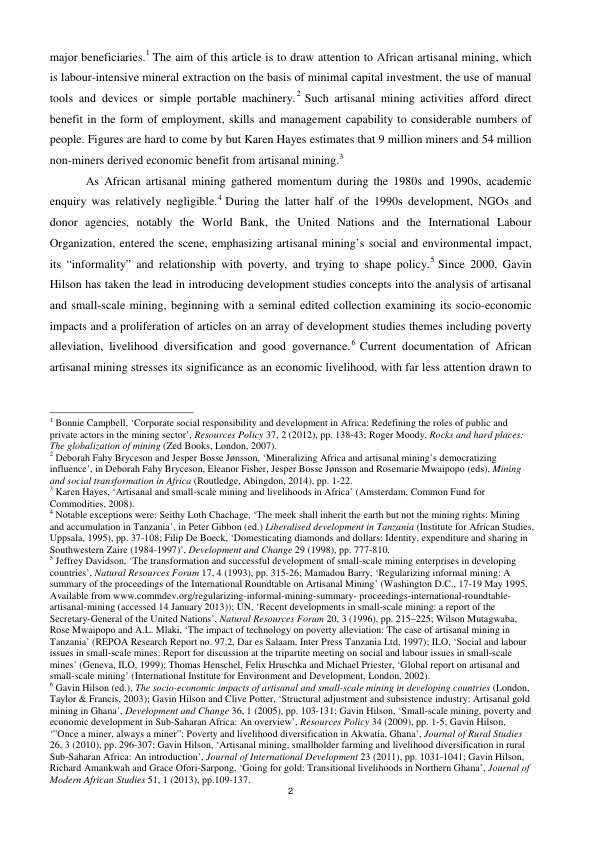 major beneficiaries.1 The aim of this article is to draw attention to African artisanal mining, which
is labour-intensive mineral extraction on the basis of minimal capital investment, the use of manual
tools and devices or simple portable machinery.2 Such artisanal mining activities afford direct
benefit in the form of employment, skills and management capability to considerable numbers of
people. Figures are hard to come by but Karen Hayes estimates that 9 million miners and 54 million
non-miners derived economic benefit from artisanal mining.3
As African artisanal mining gathered momentum during the 1980s and 1990s, academic
enquiry was relatively negligible.4 During the latter half of the 1990s development, NGOs and
donor agencies, notably the World Bank, the United Nations and the International Labour
Organization, entered the scene, emphasizing artisanal mining's social and environmental impact,
its “informality” and relationship with poverty, and trying to shape policy.5 Since 2000, Gavin
Hilson has taken the lead in introducing development studies concepts into the analysis of artisanal
and small-scale mining, beginning with a seminal edited collection examining its socio-economic
impacts and a proliferation of articles on an array of development studies themes including poverty
alleviation, livelihood diversification and good governance.6 Current documentation of African
artisanal mining stresses its significance as an economic livelihood, with far less attention drawn to
1 Bonnie Campbell, ‘Corporate social responsibility and development in Africa: Redefining the roles of public and
private actors in the mining sector’, Resources Policy 37, 2 (2012), pp. 138-43; Roger Moody, Rocks and hard places:
The globalization of mining (Zed Books, London, 2007).
2 Deborah Fahy Bryceson and Jesper Bosse Jønsson, ‘Mineralizing Africa and artisanal mining’s democratizing
influence’, in Deborah Fahy Bryceson, Eleanor Fisher, Jesper Bosse Jønsson and Rosemarie Mwaipopo (eds), Mining
and social transformation in Africa (Routledge, Abingdon, 2014), pp. 1-22.
3 Karen Hayes, ‘Artisanal and small-scale mining and livelihoods in Africa’ (Amsterdam, Common Fund for
Commodities, 2008).
4 Notable exceptions were: Seithy Loth Chachage, ‘The meek shall inherit the earth but not the mining rights: Mining
and accumulation in Tanzania’, in Peter Gibbon (ed.) Liberalised development in Tanzania (Institute for African Studies,
Uppsala, 1995), pp. 37-108; Filip De Boeck, ‘Domesticating diamonds and dollars: Identity, expenditure and sharing in
Southwestern Zaire (1984-1997)’, Development and Change 29 (1998), pp. 777-810.
5 Jeffrey Davidson, ‘The transformation and successful development of small-scale mining enterprises in developing
countries’, Natural Resources Forum 17, 4 (1993), pp. 315-26; Mamadou Barry, ‘Regularizing informal mining: A
summary of the proceedings of the International Roundtable on Artisanal Mining’ (Washington D.C., 17-19 May 1995,
Available from www.commdev.org/regularizing-informal-mining-summary- proceedings-international-roundtable-
artisanal-mining (accessed 14 January 2013)); UN, ‘Recent developments in small-scale mining: a report of the
Secretary-General of the United Nations’, Natural Resources Forum 20, 3 (1996), pp. 215–225; Wilson Mutagwaba,
Rose Mwaipopo and A.L. Mlaki, ‘The impact of technology on poverty alleviation: The case of artisanal mining in
Tanzania’ (REPOA Research Report no. 97.2, Dar es Salaam, Inter Press Tanzania Ltd, 1997); ILO, ‘Social and labour
issues in small-scale mines: Report for discussion at the tripartite meeting on social and labour issues in small-scale
mines’ (Geneva, ILO, 1999); Thomas Henschel, Felix Hruschka and Michael Priester, ‘Global report on artisanal and
small-scale mining’ (International Institute for Environment and Development, London, 2002).
6 Gavin Hilson (ed.), The socio-economic impacts of artisanal and small-scale mining in developing countries (London,
Taylor & Francis, 2003); Gavin Hilson and Clive Potter, ‘Structural adjustment and subsistence industry: Artisanal gold
mining in Ghana’, Development and Change 36, 1 (2005), pp. 103-131; Gavin Hilson, ‘Small-scale mining, poverty and
economic development in Sub-Saharan Africa: An overview’, Resources Policy 34 (2009), pp. 1-5; Gavin Hilson,
‘”Once a miner, always a miner”: Poverty and livelihood diversification in Akwatia, Ghana’, Journal of Rural Studies
26, 3 (2010), pp. 296-307; Gavin Hilson, ‘Artisanal mining, smallholder farming and livelihood diversification in rural
Sub-Saharan Africa: An introduction’, Journal of International Development 23 (2011), pp. 1031-1041; Gavin Hilson,
Richard Amankwah and Grace Ofori-Sarpong, ‘Going for gold: Transitional livelihoods in Northern Ghana’, Journal of
Modern African Studies 51, 1 (2013), pp.109-137.
2